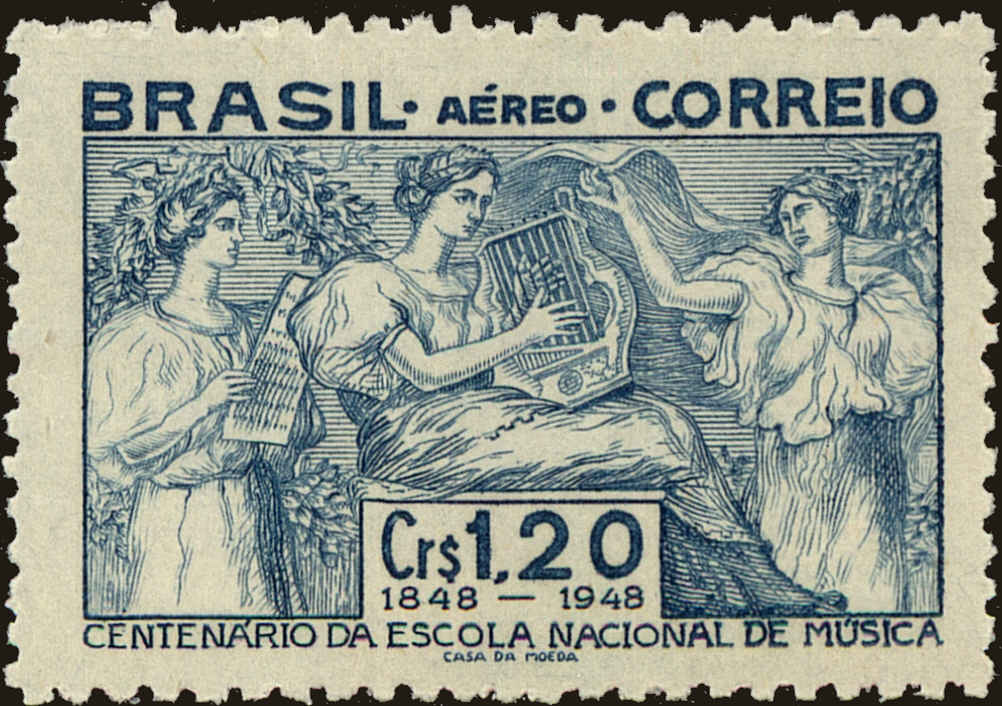 BRASIL · AÉREO · CORREIO
Cr$1,20
1848 — 1948
CENTENÁRIO DA ESCOLA NACIONAL DE MÚSICA
CASA DA MOEDA